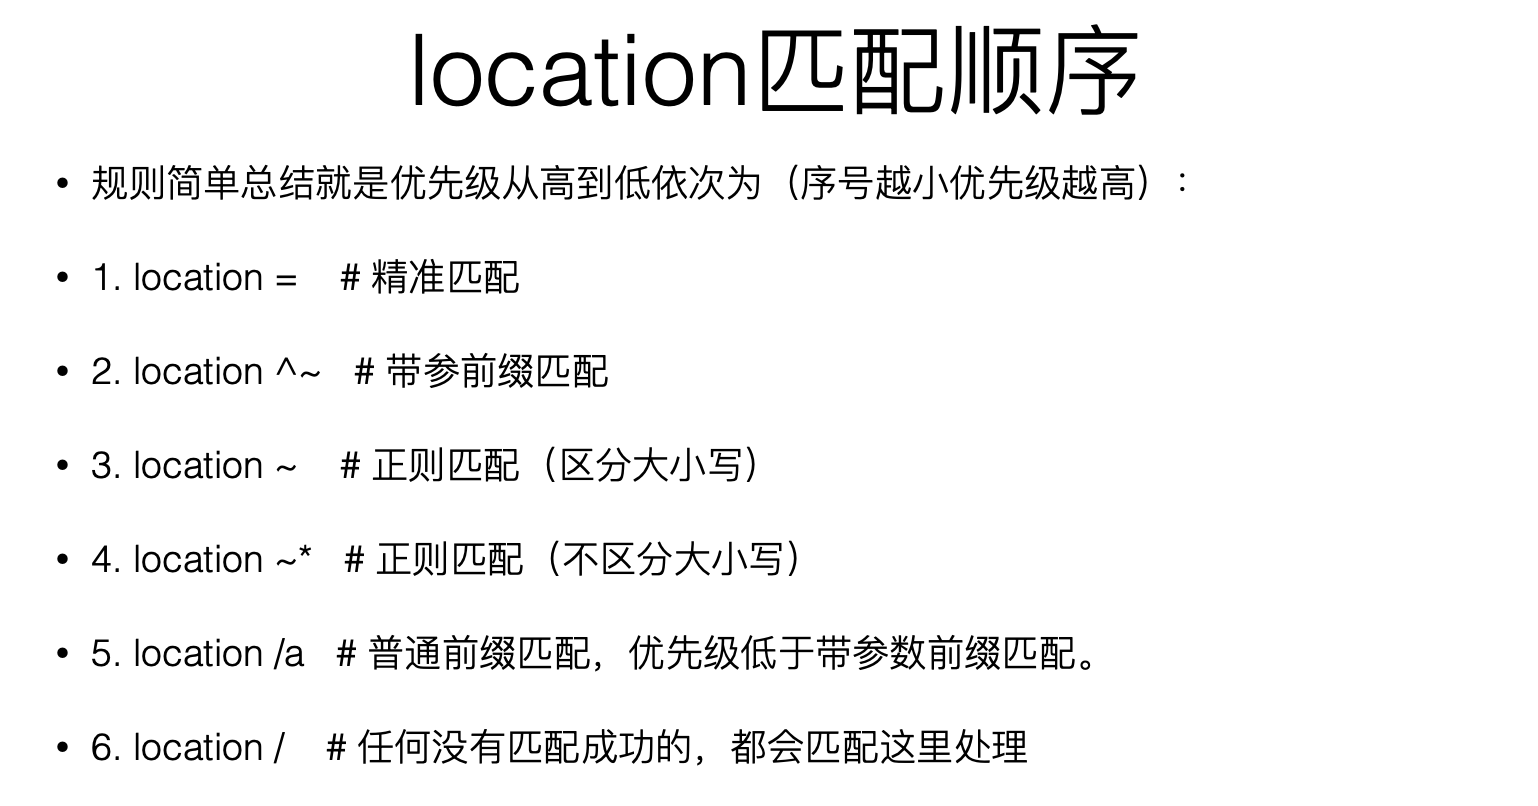 location匹配顺序
• 规则简单总结就是优先级从高到低依次为（序号越小优先级越高）：
• 1. location = # 精准匹配
• 2. location ^~ # 带参前缀匹配
• 3. location ~ # 正则匹配（区分大小写）
• 4. location ~* # 正则匹配（不区分大小写）
• 5. location /a # 普通前缀匹配，优先级低于带参数前缀匹配。
• 6. location / # 任何没有匹配成功的，都会匹配这里处理